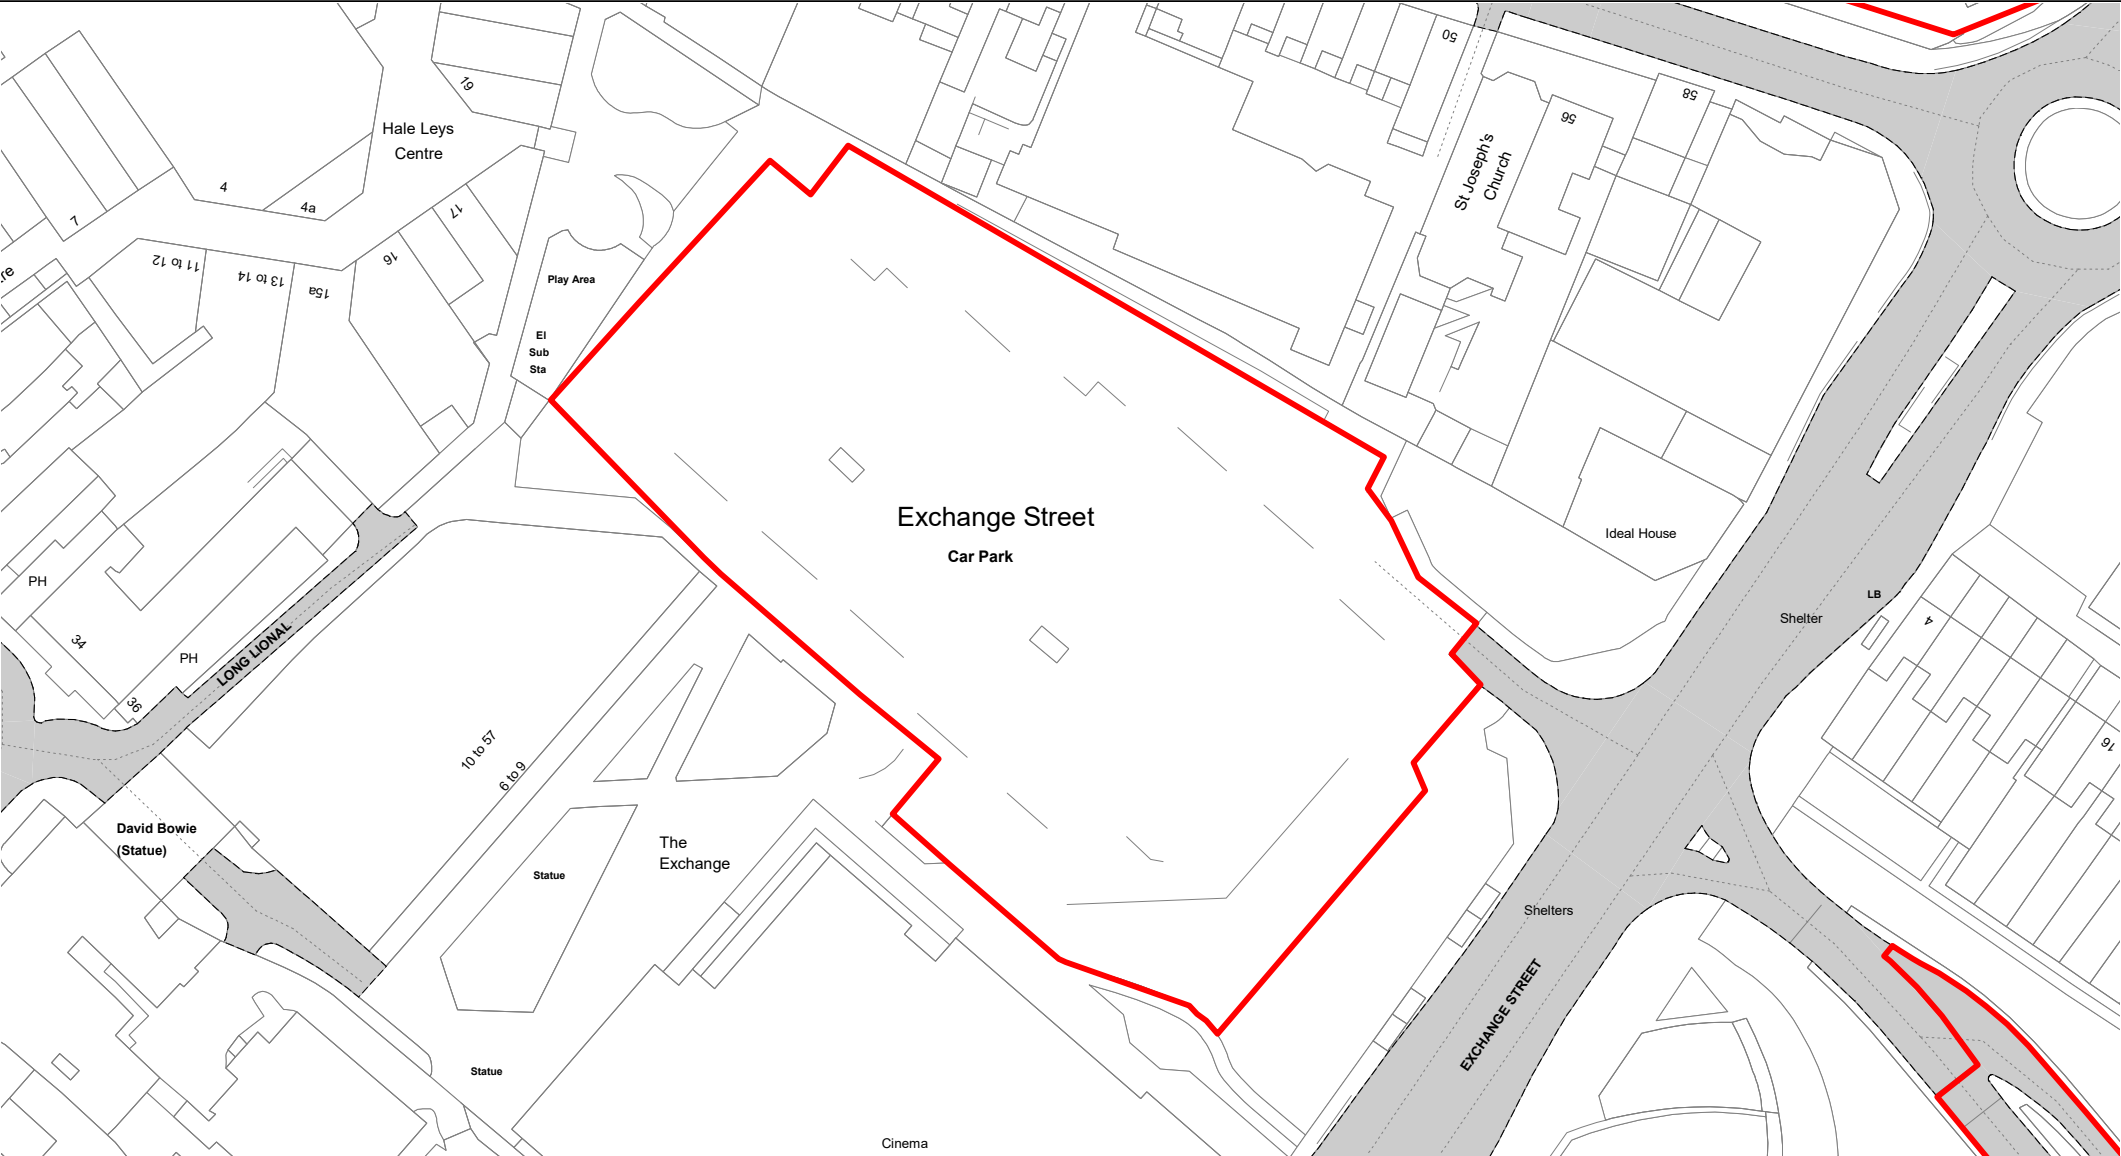 50
58
56
19
Hale Leys
Centre
St Joseph's
Church
4
4a
7
17
16
11 to 12
13 to 14
15a
Play Area
El
Sub
Sta
Exchange Street
Car Park
Ideal House
PH
LB
Shelter
4
34
PH
LONG LIONAL
36
10 to 57
6 to 9
16
David Bowie
(Statue)
The
Exchange
Statue
Shelters
EXCHANGE STREET
Statue
Cinema